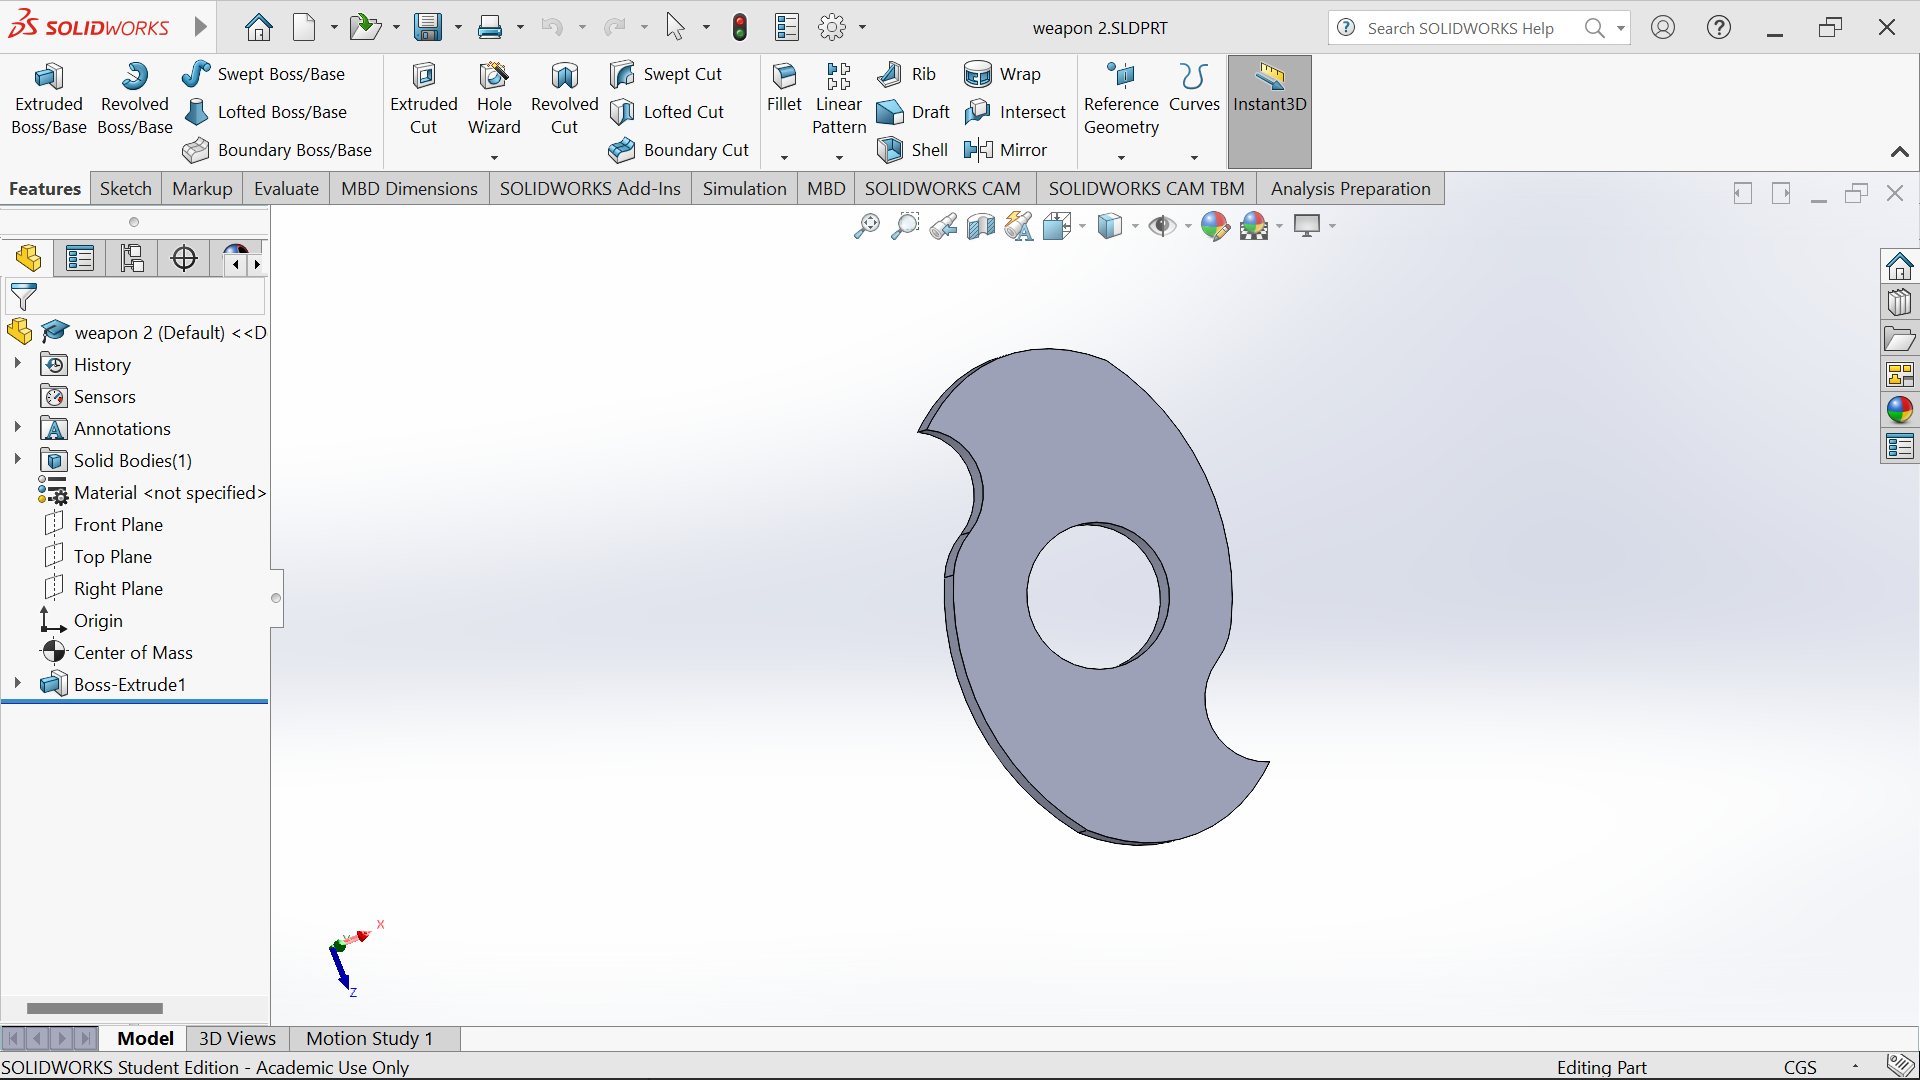 SOLIDWORKS
weapon 2.SLDPRT
Search SOLIDWORKS Help
Extruded Boss/Base
Revolved Boss/Base
Swept Boss/Base
Lofted Boss/Base
Boundary Boss/Base
Extruded Cut
Hole Wizard
Revolved Cut
Swept Cut
Lofted Cut
Boundary Cut
Fillet
Linear Pattern
Rib
Draft
Shell
Wrap
Intersect
Mirror
Reference Geometry
Curves
Instant3D
Features
Sketch
Markup
Evaluate
MBD Dimensions
SOLIDWORKS Add-Ins
Simulation
MBD
SOLIDWORKS CAM
SOLIDWORKS CAM TBM
Analysis Preparation
weapon 2 (Default) <<D
History
Sensors
Annotations
Solid Bodies(1)
Material <not specified>
Front Plane
Top Plane
Right Plane
Origin
Center of Mass
Boss-Extrude1
X
Y
Z
Model
3D Views
Motion Study 1
SOLIDWORKS Student Edition - Academic Use Only
Editing Part
CGS